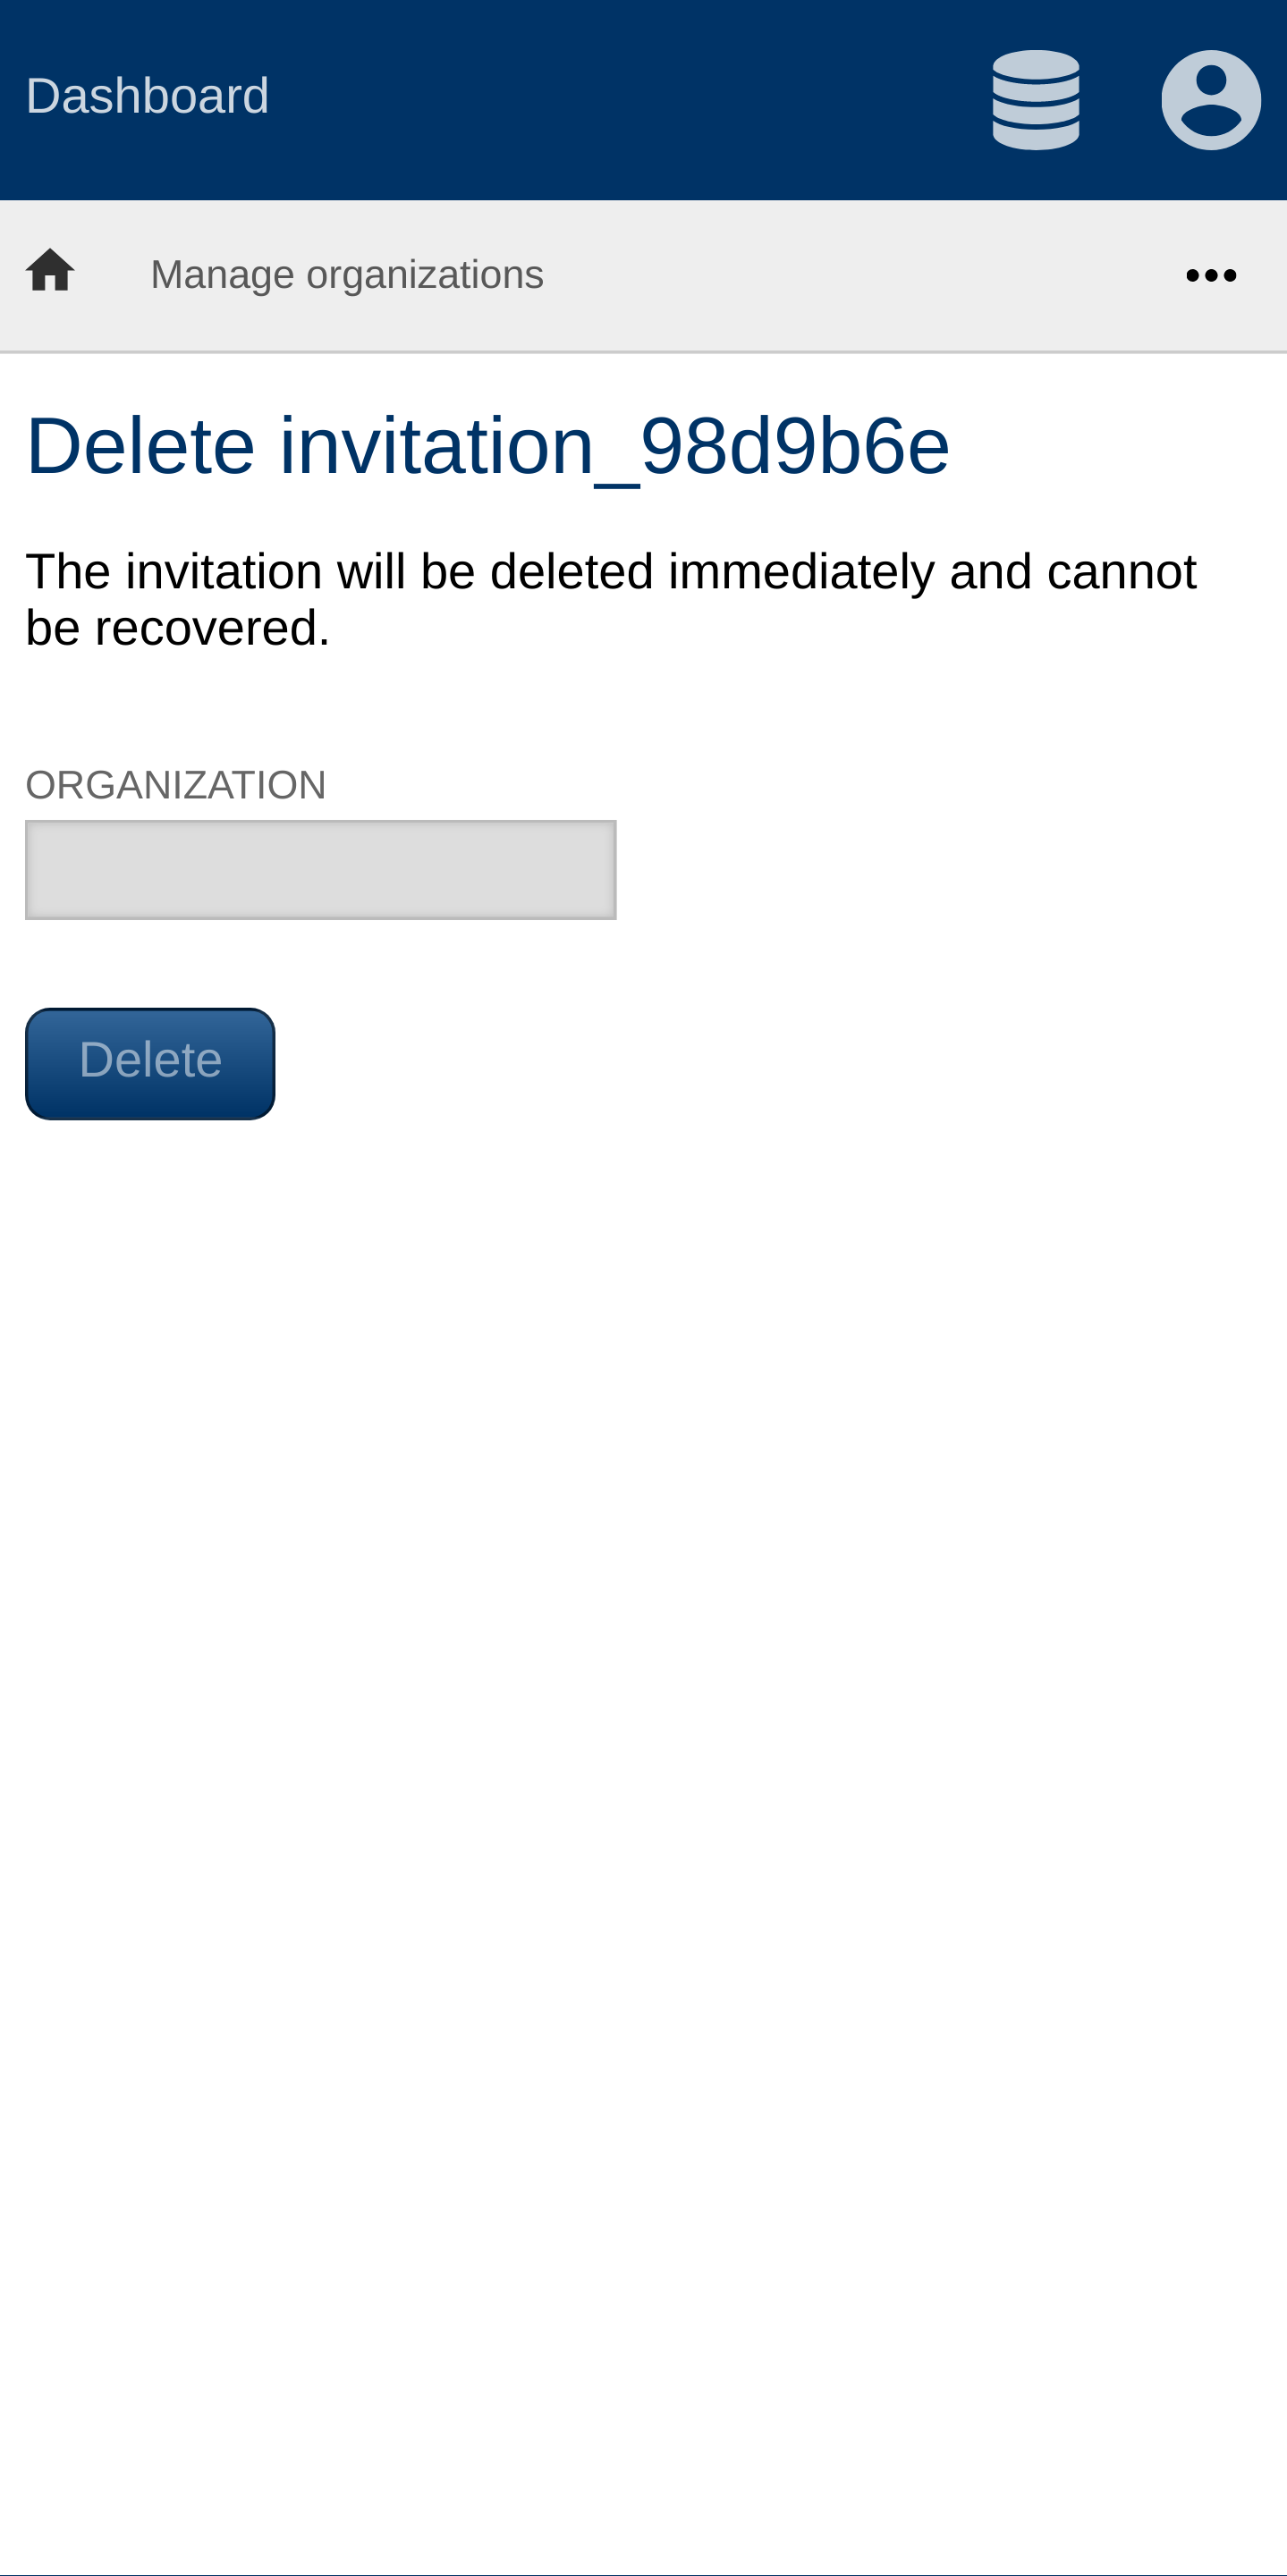 Dashboard
Manage organizations
Delete invitation_98d9b6e
The invitation will be deleted immediately and cannot
be recovered.
ORGANIZATION
Delete